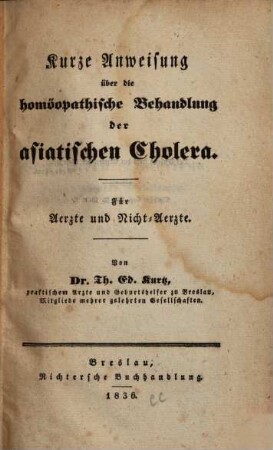 Kurze Anweisung
über die
homöopathische Behandlung
der
asiatischen Cholera.
Für
Aerzte und Nicht-Aerzte.
Von
Dr. Th. Ed. Kurtz,
praktischem Arzte und Geburtshelfer zu Breslau,
Mitgliede mehrer gelehrten Gesellschaften.
Breslau,
Richtersche Buchhandlung.
1836.